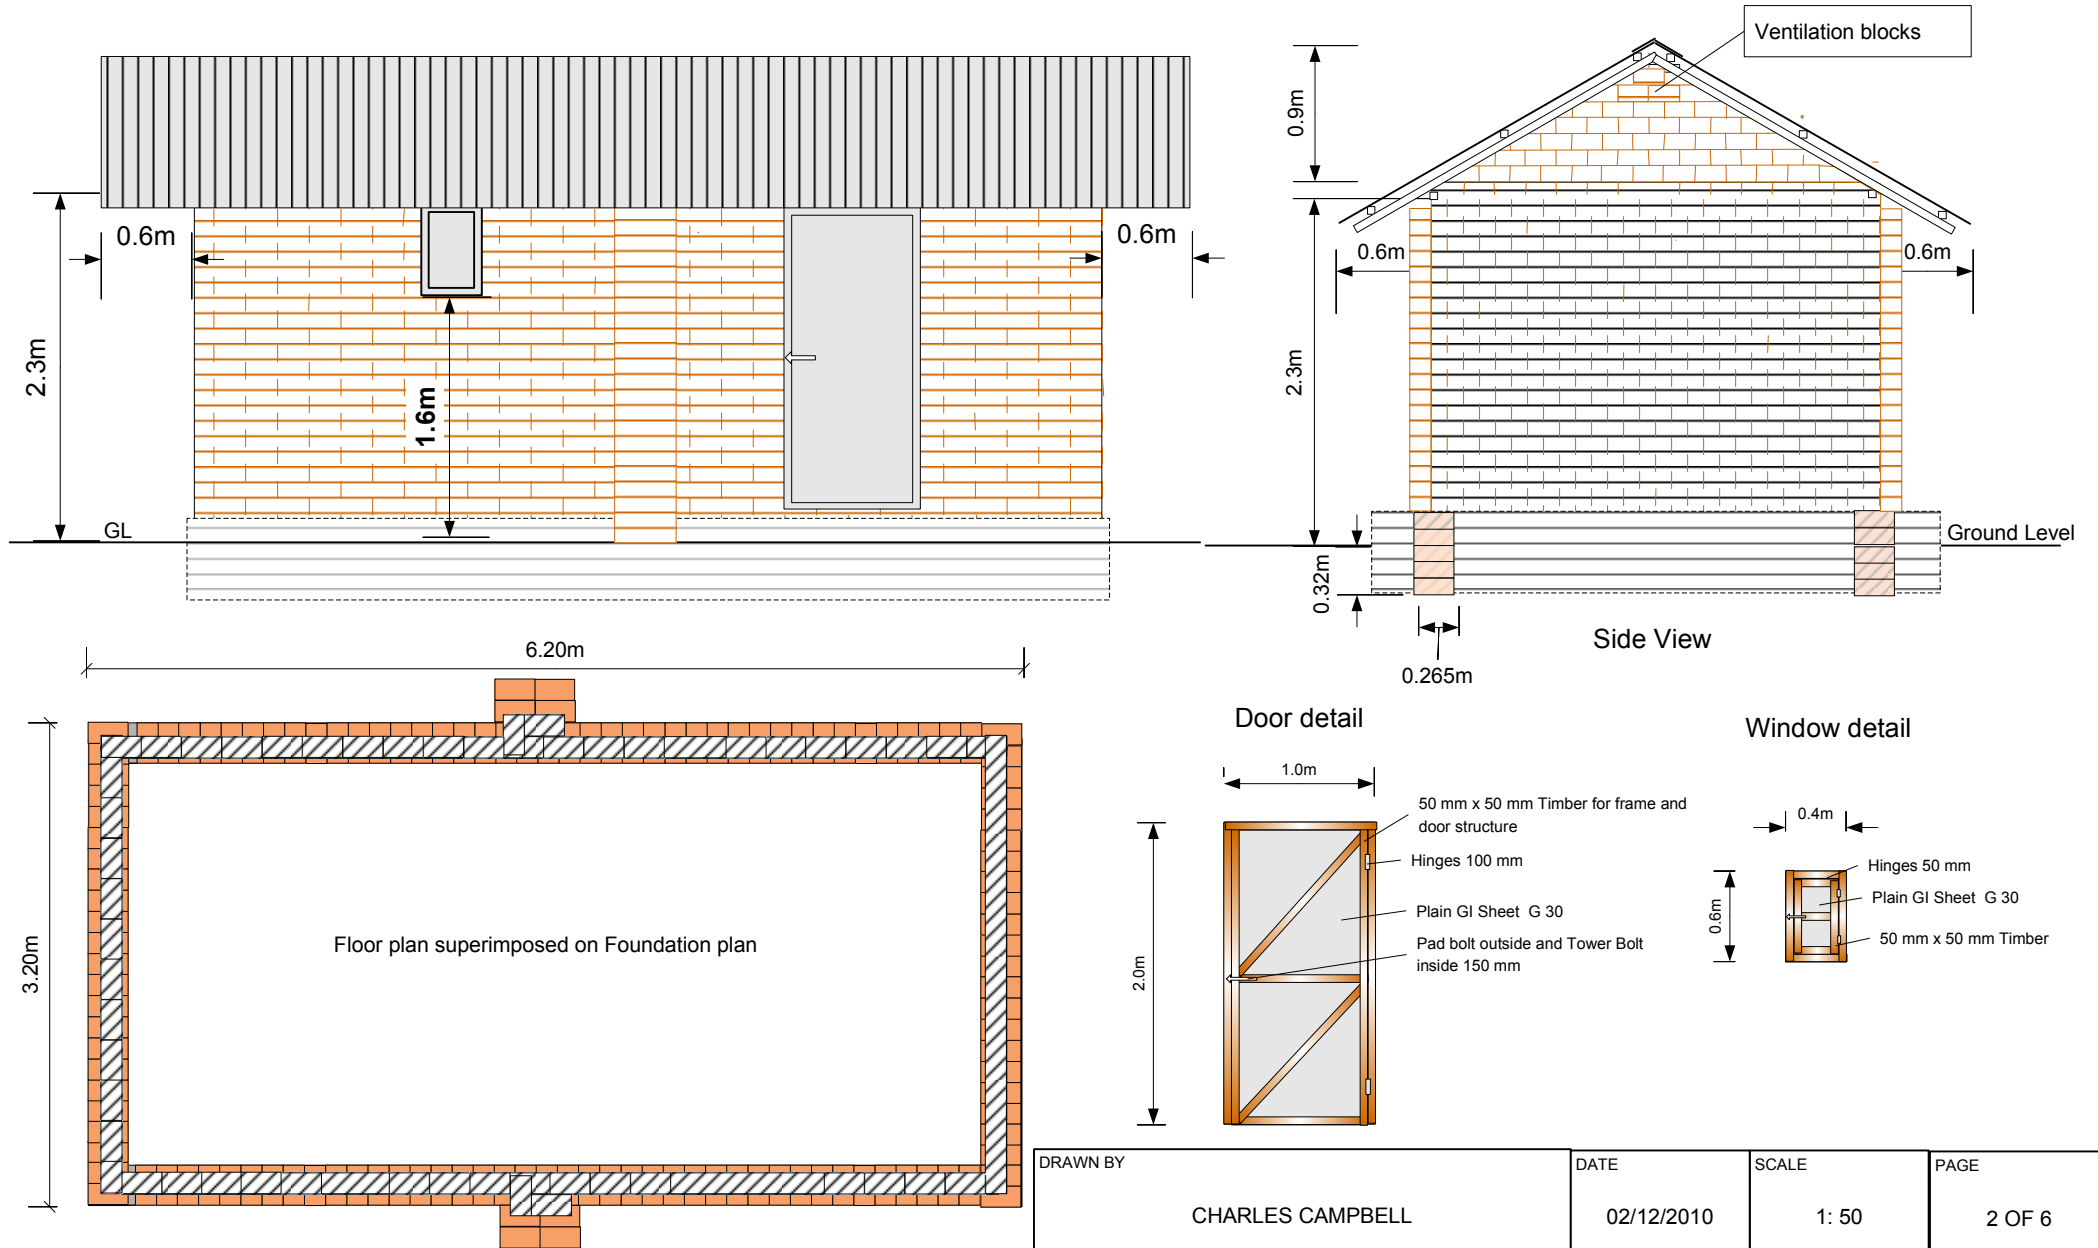 Ventilation blocks
0.6m
0.6m
2.3m
1.6m
GL
0.9m
0.6m
0.6m
2.3m
Ground Level
0.32m
0.265m
Side View
6.20m
3.20m
Floor plan superimposed on Foundation plan
Door detail
1.0m
2.0m
50 mm x 50 mm Timber for frame and
door structure
Hinges 100 mm
Plain GI Sheet G 30
Pad bolt outside and Tower Bolt
inside 150 mm
Window detail
0.4m
0.6m
Hinges 50 mm
Plain GI Sheet G 30
50 mm x 50 mm Timber
DRAWN BY
CHARLES CAMPBELL
DATE
02/12/2010
SCALE
1: 50
PAGE
2 OF 6